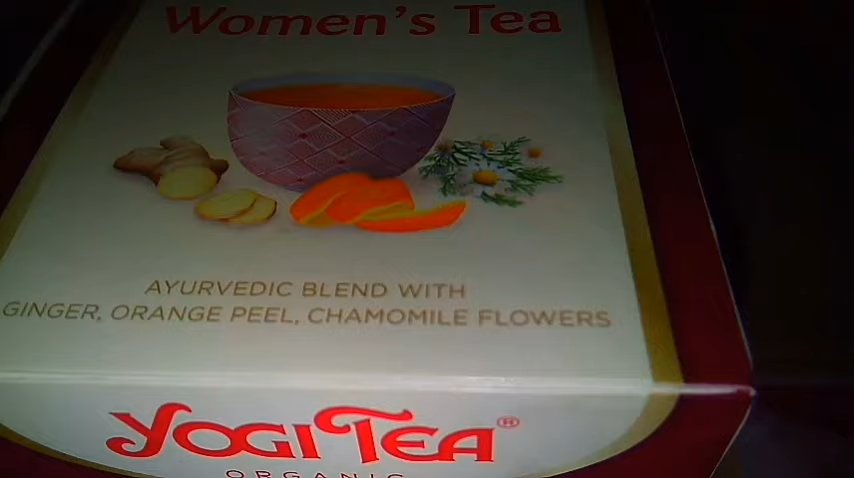 Women's Tea
AYURVEDIC BLEND WITH
GINGER, ORANGE PEEL, CHAMOMILE FLOWERS
YOGI TEA®
ORGANIC